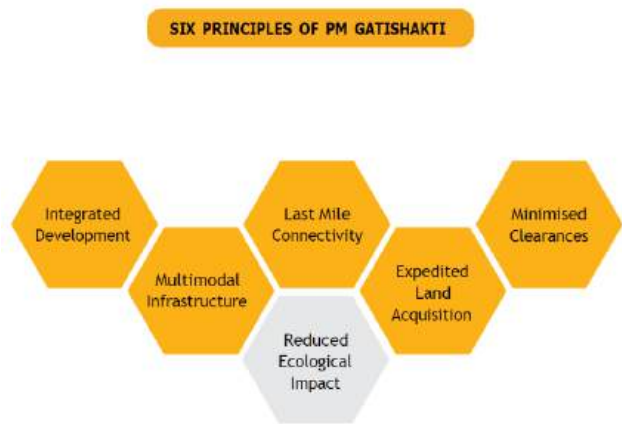 SIX PRINCIPLES OF PM GATISHAKTI
Integrated
Development
Multimodal
Infrastructure
Last Mile
Connectivity
Reduced
Ecological
Impact
Expedited
Land
Acquisition
Minimised
Clearances